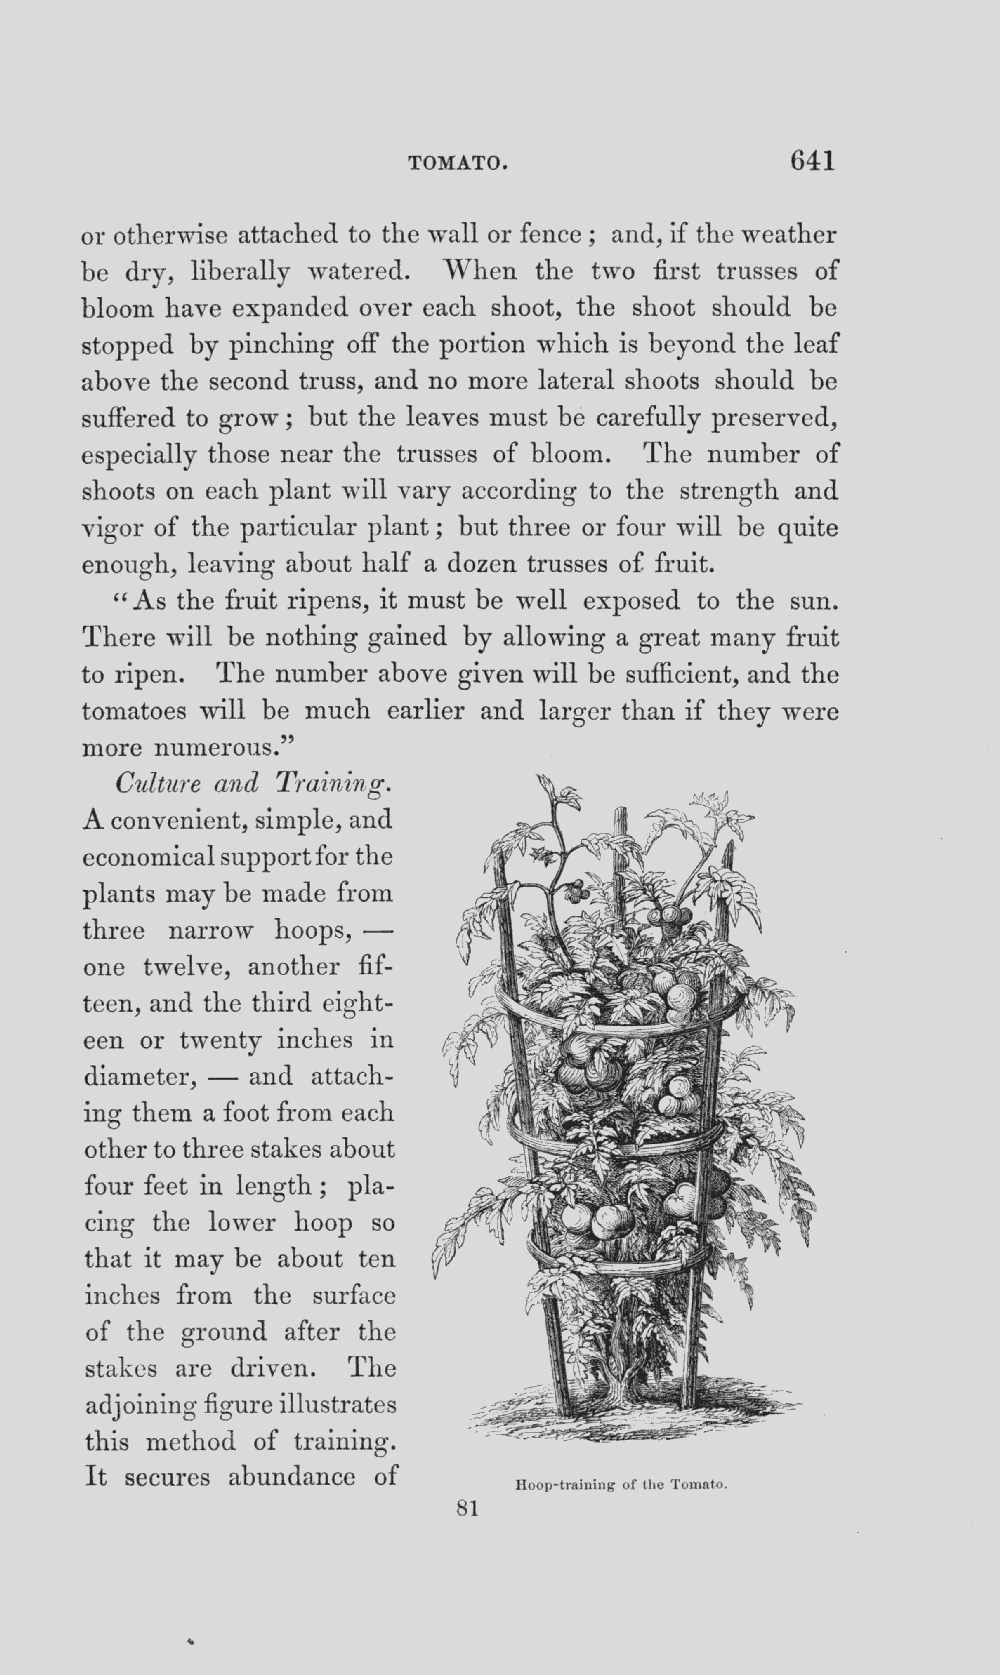 TOMATO. 641
or otherwise attached to the wall or fence; and, if the weather
be dry, liberally watered. When the two first trusses of
bloom have expanded over each shoot, the shoot should be
stopped by pinching off the portion which is beyond the leaf
above the second truss, and no more lateral shoots should be
suffered to grow; but the leaves must be carefully preserved,
especially those near the trusses of bloom. The number of
shoots on each plant will vary according to the strength and
vigor of the particular plant; but three or four will be quite
enough, leaving about half a dozen trusses of fruit.
“As the fruit ripens, it must be well exposed to the sun.
There will be nothing gained by allowing a great many fruit
to ripen. The number above given will be sufficient, and the
tomatoes will be much earlier and larger than if they were
more numerous.”
Culture and Training.
A convenient, simple, and
economical support for the
plants may be made from
three narrow hoops, —
one twelve, another fif-
teen, and the third eight-
een or twenty inches in
diameter, — and attach-
ing them a foot from each
other to three stakes about
four feet in length; pla-
cing the lower hoop so
that it may be about ten
inches from the surface
of the ground after the
stakes are driven. The
adjoining figure illustrates
this method of training.
It secures abundance of
Hoop-training of the Tomato.
81